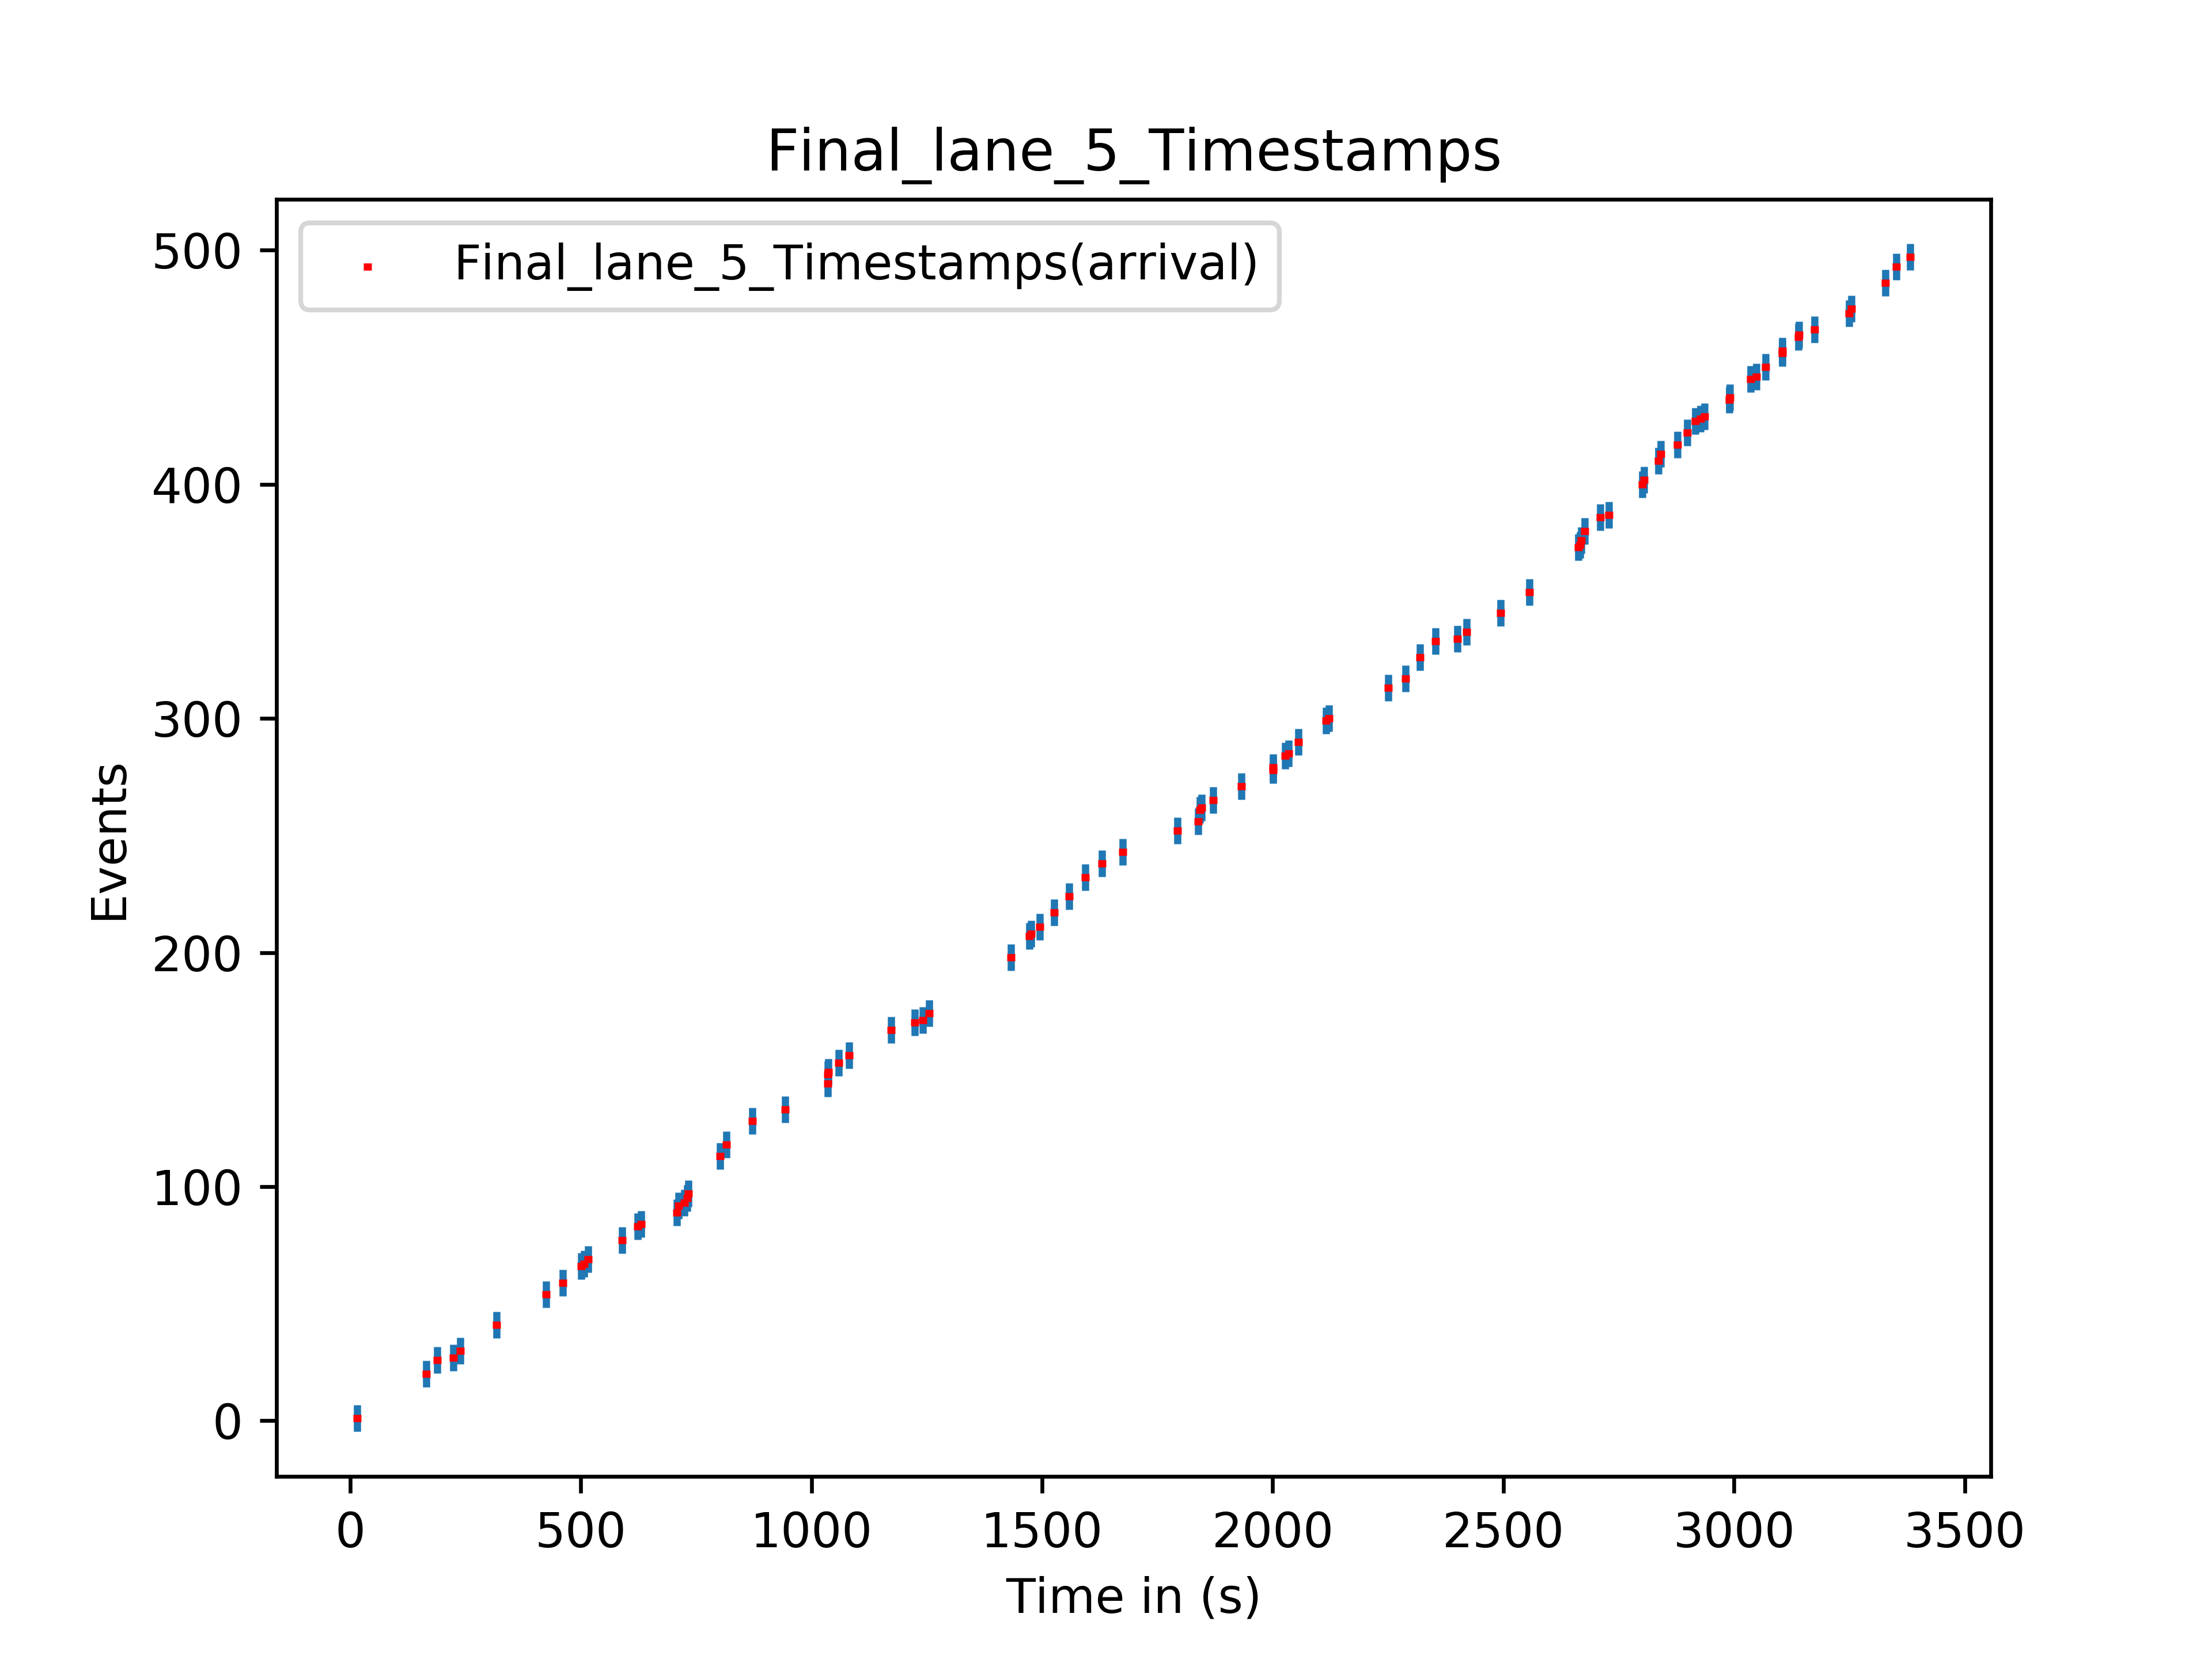 Final_lane_5_Timestamps
Final_lane_5_Timestamps(arrival)
500
400
300
200
100
0
Events
0 500 1000 1500 2000 2500 3000 3500
Time in (s)